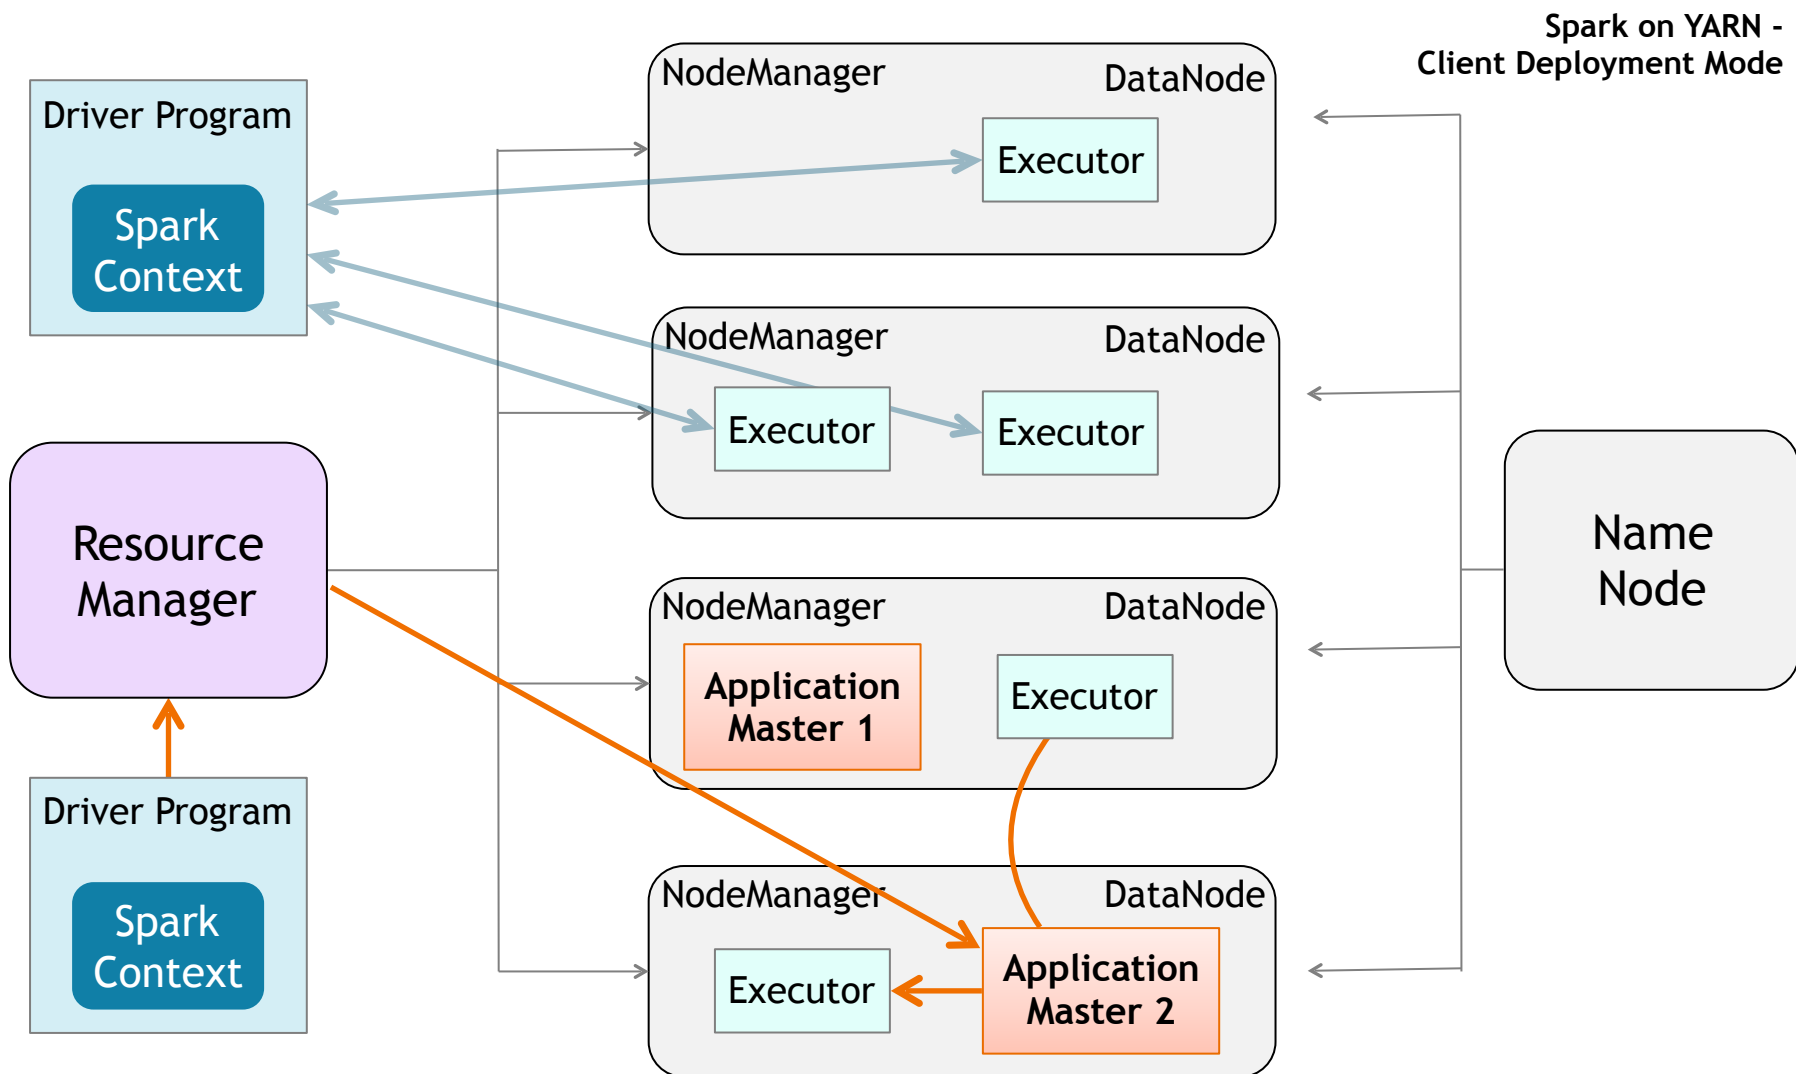 Spark on YARN -
Client Deployment Mode
Driver Program
Spark
Context
NodeManager
DataNode
Executor
NodeManager
DataNode
Executor
Executor
Resource
Manager
Name
Node
NodeManager
DataNode
Application
Master 1
Executor
Driver Program
Spark
Context
NodeManager
DataNode
Executor
Application
Master 2